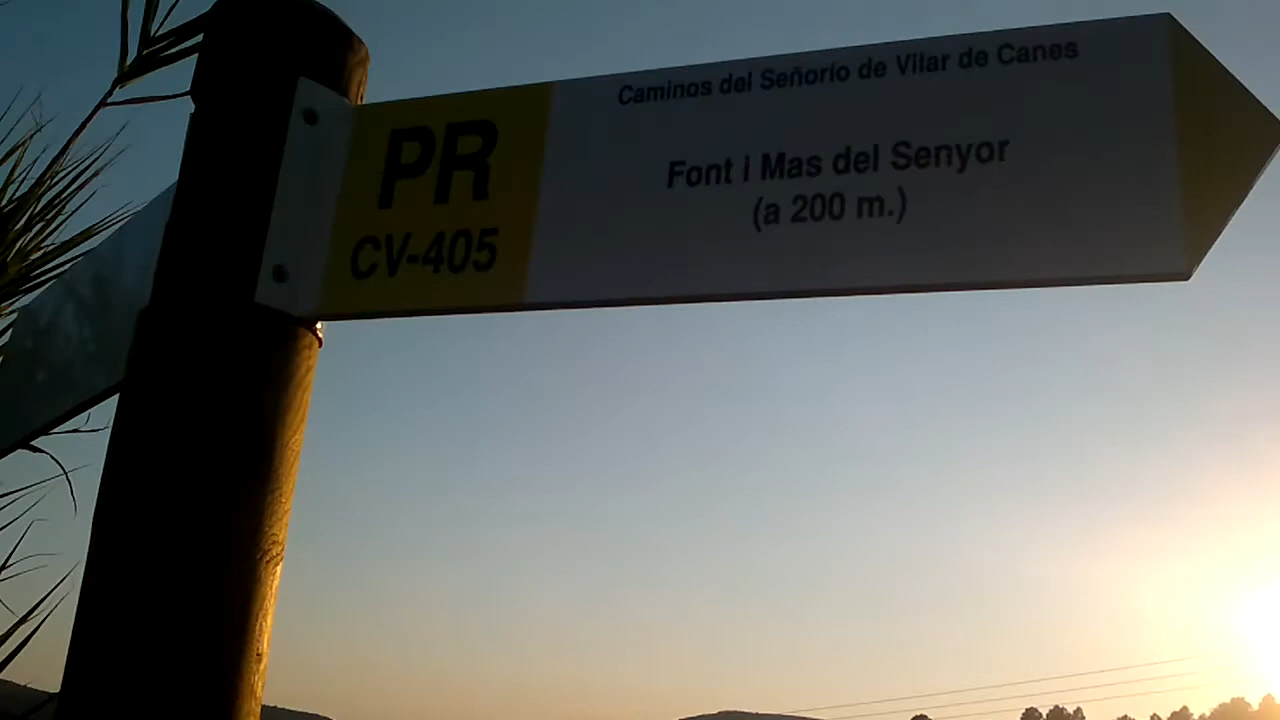 Caminos del Señorío de Vilar de Canes
PR
CV-405
Font i Mas del Senyor
(a 200 m.)